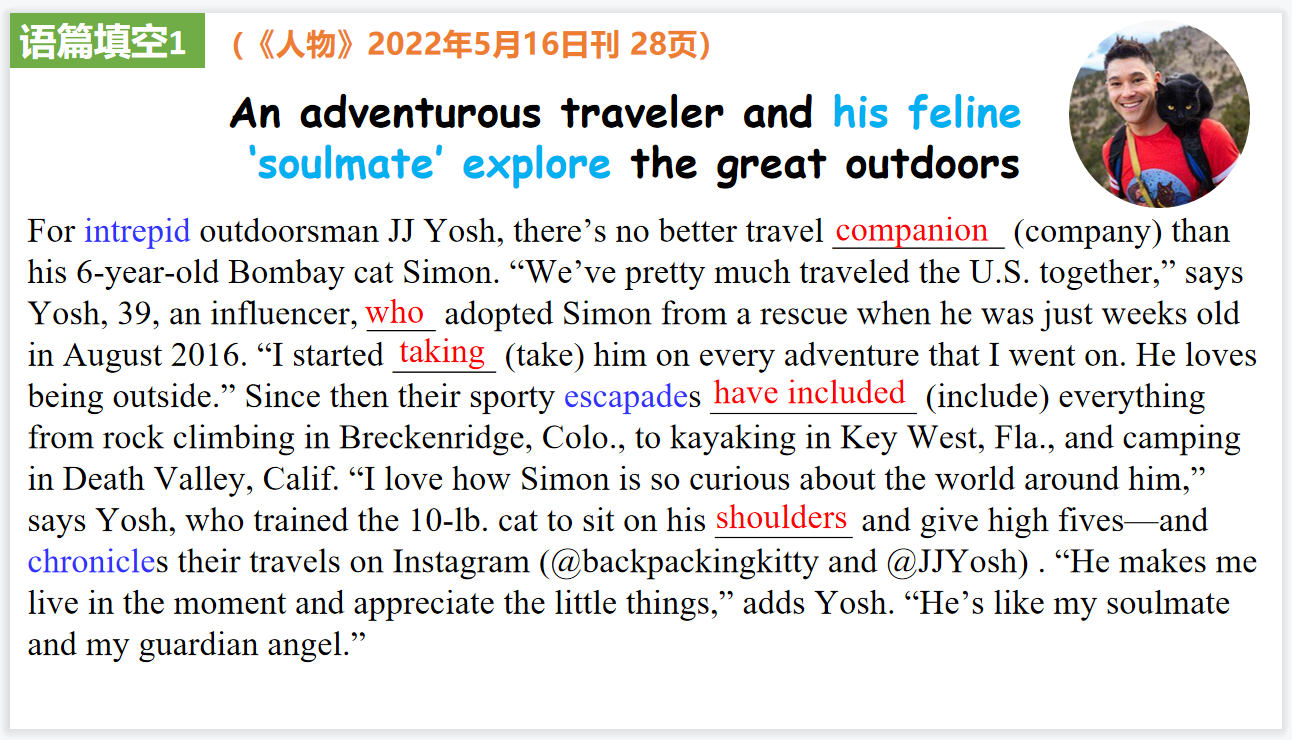 语篇填空1
(《人物》2022年5月16日刊 28页)
An adventurous traveler and his feline
‘soulmate’ explore the great outdoors
For intrepid outdoorsman JJ Yosh, there’s no better travel companion (company) than
his 6-year-old Bombay cat Simon. “We’ve pretty much traveled the U.S. together,” says
Yosh, 39, an influencer, who adopted Simon from a rescue when he was just weeks old
in August 2016. “I started taking (take) him on every adventure that I went on. He loves
being outside.” Since then their sporty escapades have included (include) everything
from rock climbing in Breckenridge, Colo., to kayaking in Key West, Fla., and camping
in Death Valley, Calif. “I love how Simon is so curious about the world around him,”
says Yosh, who trained the 10-lb. cat to sit on his shoulders and give high fives—and
chronicles their travels on Instagram (@backpackingkitty and @JJYosh) . “He makes me
live in the moment and appreciate the little things,” adds Yosh. “He’s like my soulmate
and my guardian angel.”